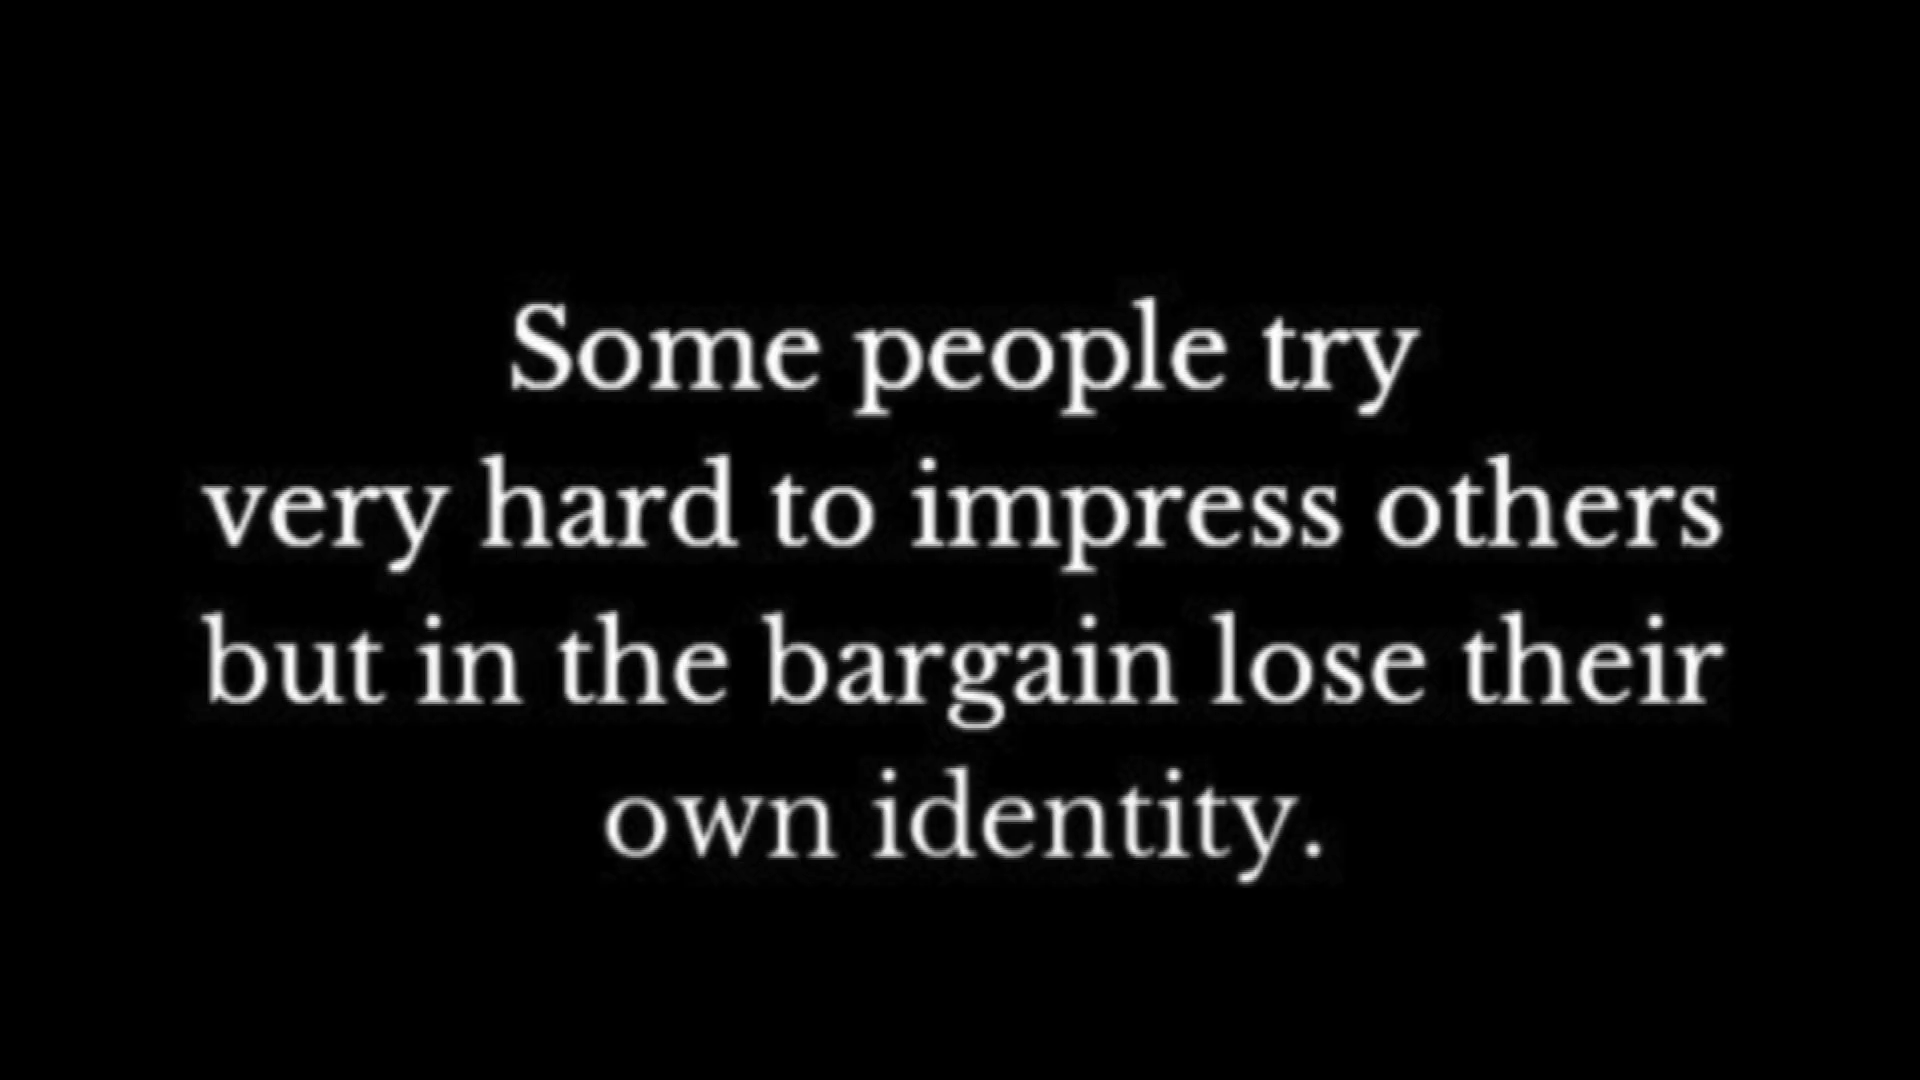 Some people try
very hard to impress others
but in the bargain lose their
own identity.